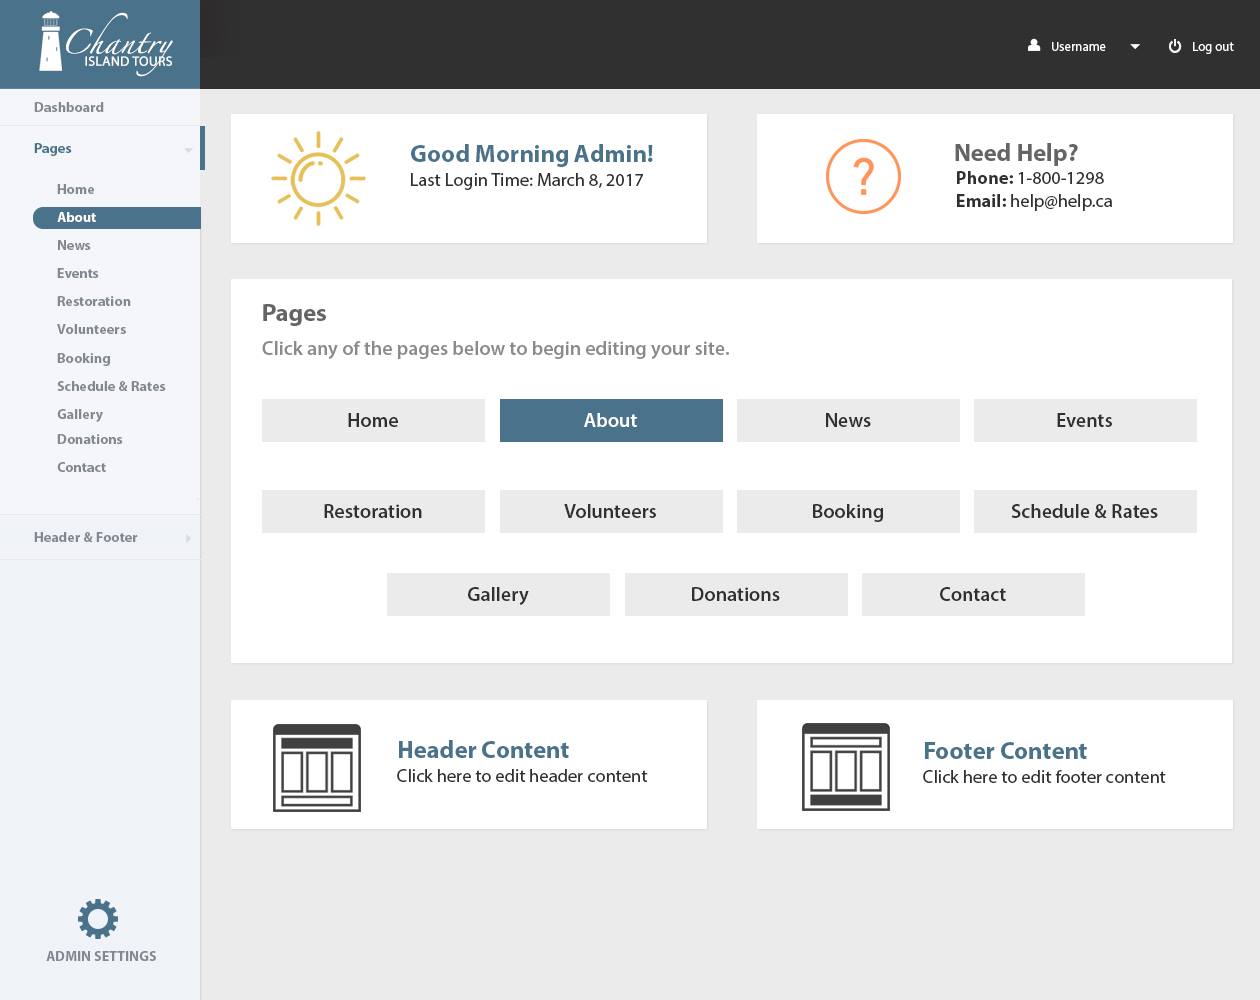 Chantry
ISLAND TOURS
Username
Log out
Dashboard
Pages
Home
About
News
Events
Restoration
Volunteers
Booking
Schedule & Rates
Gallery
Donations
Contact
Header & Footer
ADMIN SETTINGS
Good Morning Admin!
Last Login Time: March 8, 2017
?
Need Help?
Phone: 1-800-1298
Email: help@help.ca
Pages
Click any of the pages below to begin editing your site.
Home
About
News
Events
Restoration
Volunteers
Booking
Schedule & Rates
Gallery
Donations
Contact
Header Content
Click here to edit header content
Footer Content
Click here to edit footer content